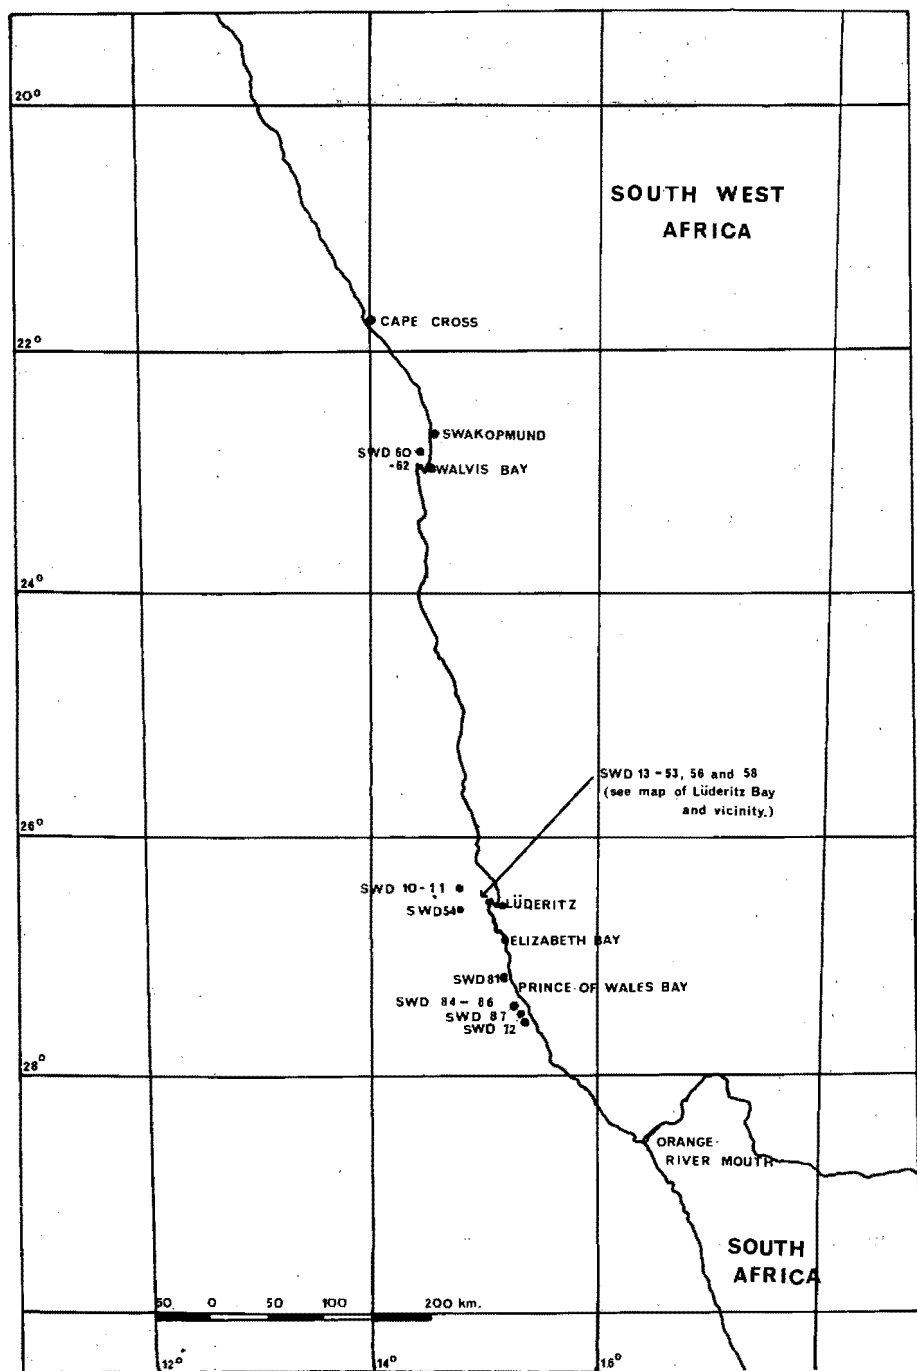 20°
SOUTH WEST
AFRICA
CAPE CROSS
22°
SWAKOPMUND
SWD 60
-62
WALVIS BAY
24°
SWD 13-53, 56 and 58
(see map of Lüderitz Bay
and vicinity.)
26°
SWD 10-11
LÜDERITZ
SWD54
ELIZABETH BAY
SWD81
PRINCE OF WALES BAY
SWD 84-86
SWD 87
SWD 72
28°
ORANGE-
RIVER MOUTH
SOUTH
AFRICA
50. 0 50 100 200 km.
12° 14° 16°